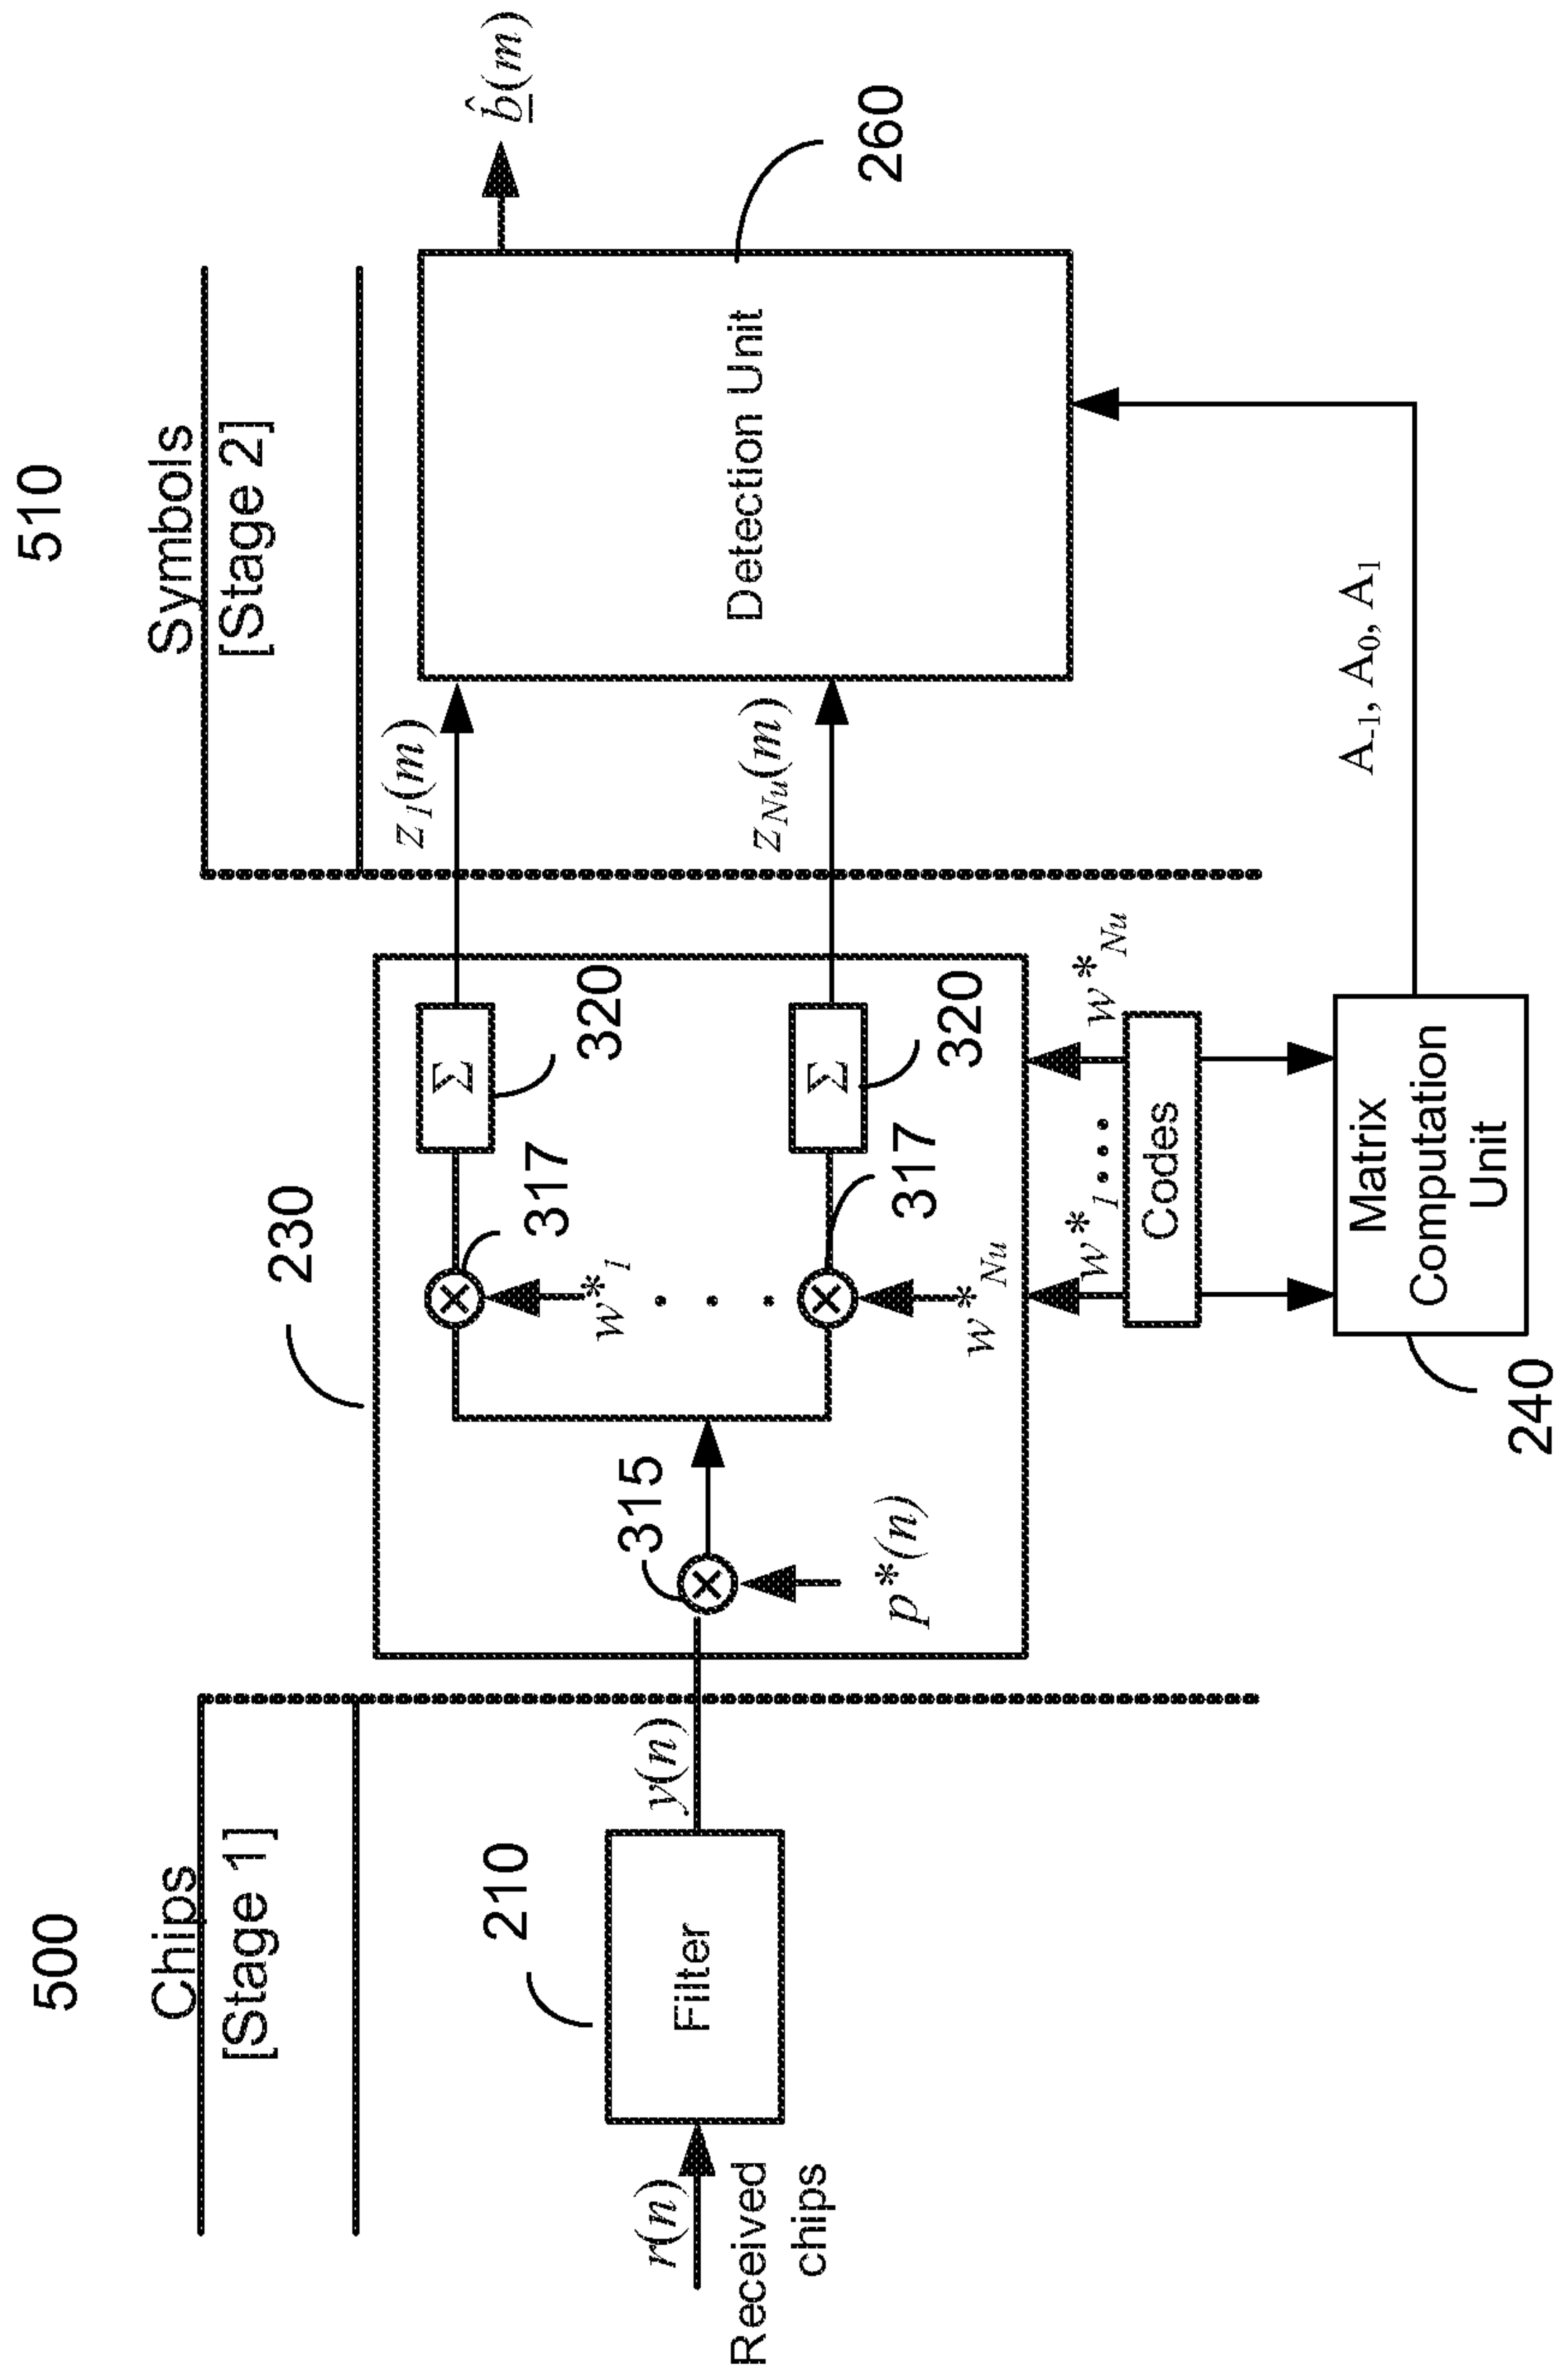 500
510
Chips
[Stage 1]
Symbols
[Stage 2]
230
210
r(n)
Received
chips
Filter
y(n)
315
p*(n)
317
w*1
320
Σ
z1(m)
. . .
317
w*Nu
320
Σ
zNu(m)
Detection Unit
b̂(m)
260
w*1 . . . w*Nu
Codes
Matrix
Computation
Unit
240
A-1, A0, A1